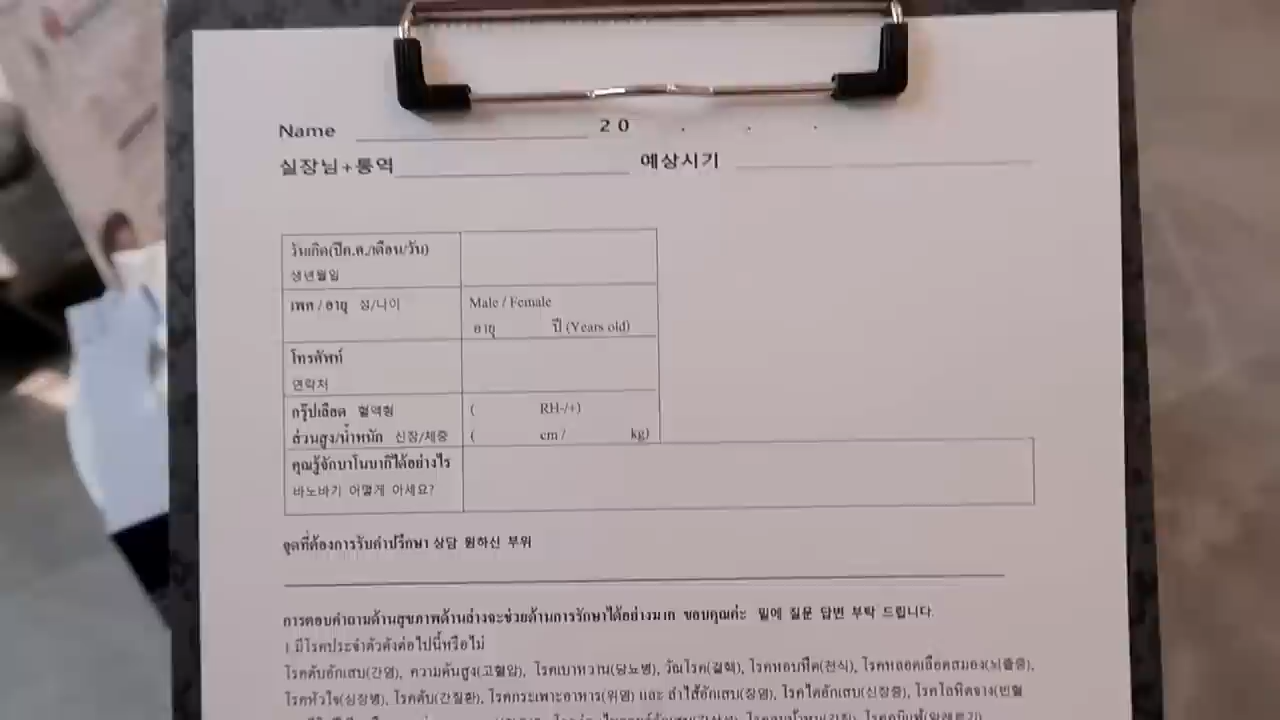 Name 20 . . .
실장님+통역 예상시기
วันเกิด(ปีค.ศ./เดือน/วัน)
생년월일
เพศ / อายุ 성/나이 Male / Female
อายุ ปี (Years old)
โทรศัพท์
연락처
กรุ๊ปเลือด 혈액형 ( RH-/+)
ส่วนสูง/น้ำหนัก 신장/체중 ( cm / kg)
คุณรู้จักบาโนบากิได้อย่างไร
바노바기 어떻게 아세요?
จุดที่ต้องการรับคำปรึกษา 상담 원하신 부위
การตอบคำถามด้านสุขภาพด้านล่างจะช่วยด้านการรักษาได้อย่างมาก ขอบคุณค่ะ 밑에 질문 답변 부탁 드립니다.
1 มีโรคประจำตัวดังต่อไปนี้หรือไม่
โรคตับอักเสบ(간염), ความดันสูง(고혈압), โรคเบาหวาน(당뇨병), วัณโรค(결핵), โรคหอบหืด(천식), โรคหลอดเลือดสมอง(뇌졸중),
โรคหัวใจ(심장병), โรคตับ(간질환), โรคกระเพาะอาหาร(위염) และ ลำไส้อักเสบ(장염), โรคไตอักเสบ(신장증), โรคโลหิตจาง(빈혈